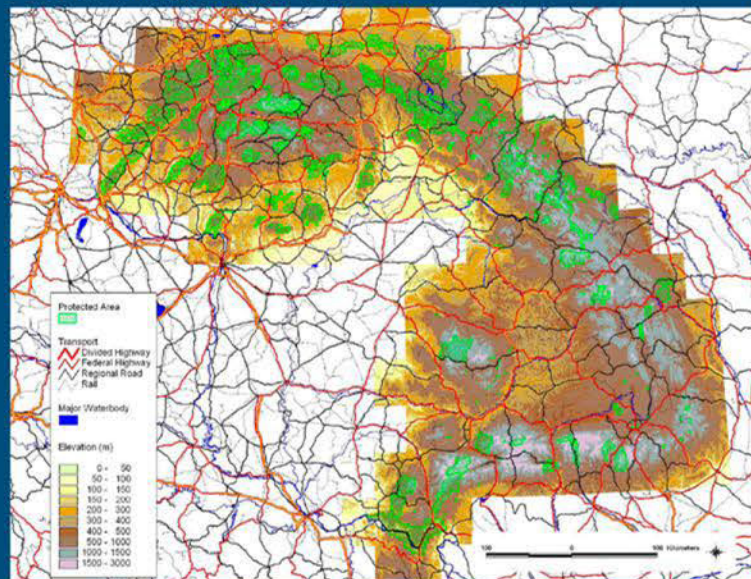 Protected Area
Transport
Divided Highway
Federal Highway
Regional Road
Rail
Major Waterbody
Elevation (m)
0 - 50
50 - 100
100 - 150
150 - 200
200 - 300
300 - 400
400 - 500
500 - 1000
1000 - 1500
1500 - 3000
100 0 100 Kilometers